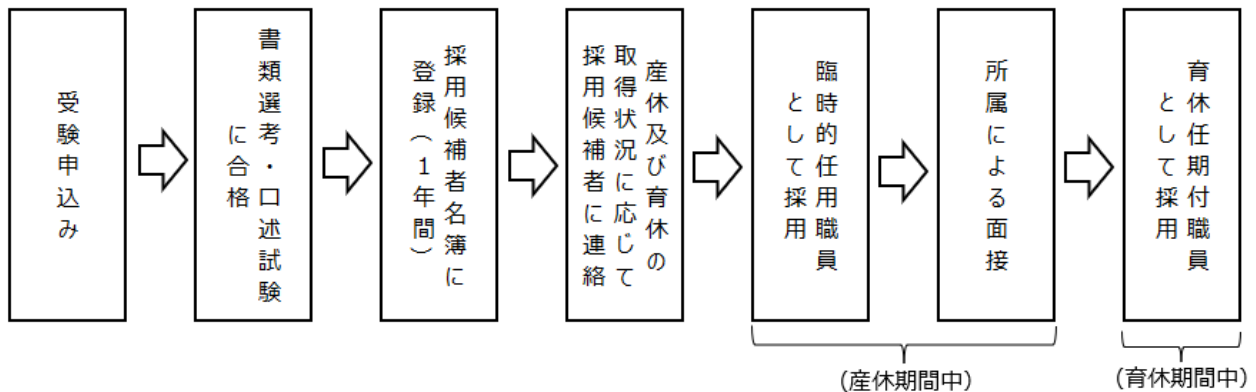 受験申込み
書類選考・口述試験
に合格
採用候補者名簿に
登録（１年間）
産休及び育休の
取得状況に応じて
採用候補者に連絡
臨時的任用職員
として採用
所属による面接
育休任期付職員
として採用
(産休期間中)
(育休期間中)